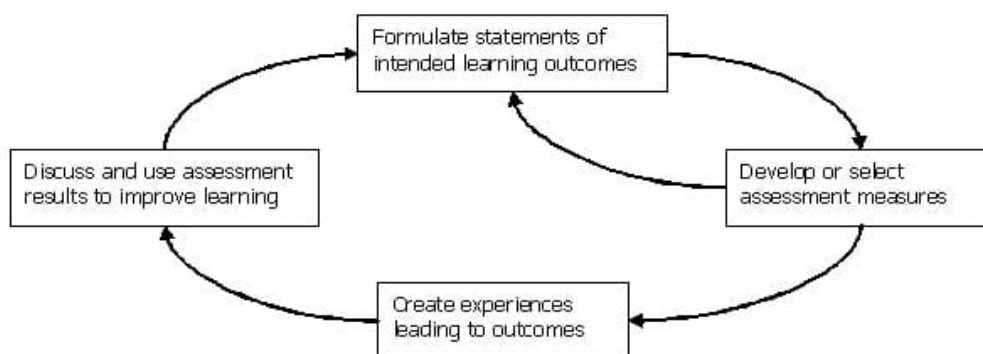 Formulate statements of
intended learning outcomes
Discuss and use assessment
results to improve learning
Develop or select
assessment measures
Create experiences
leading to outcomes